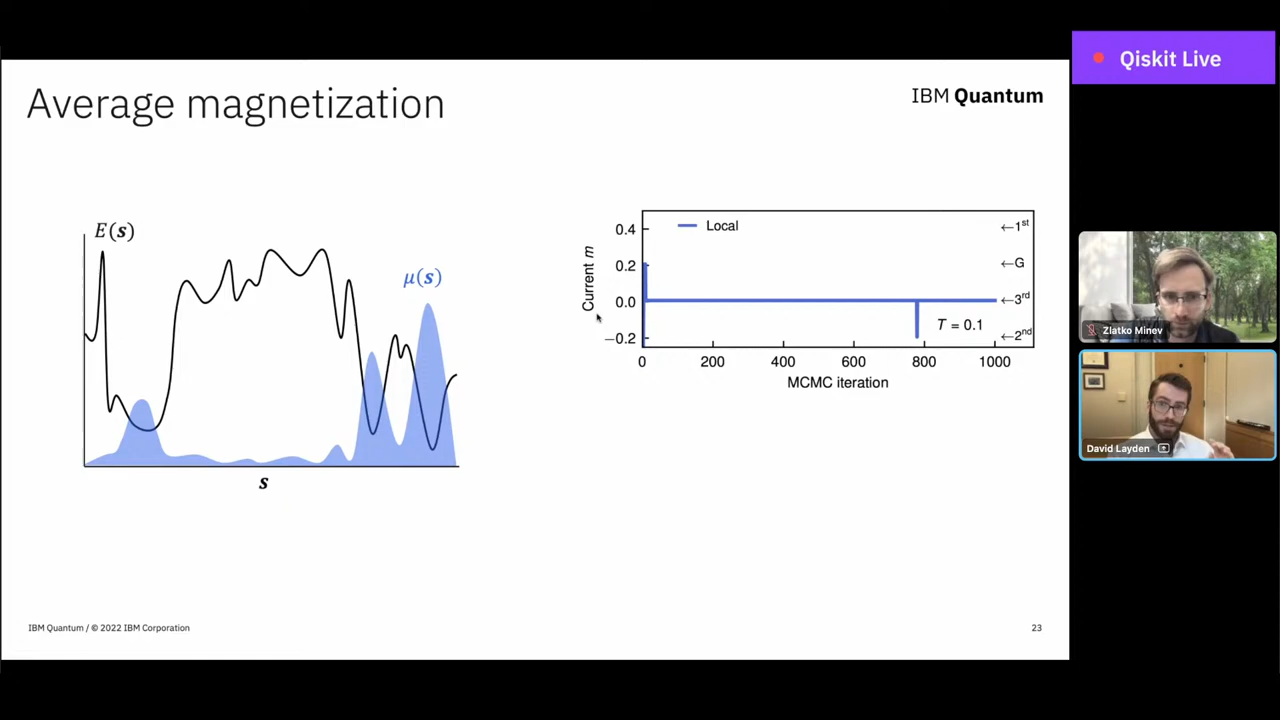 Qiskit Live
Average magnetization
IBM Quantum
E(s)
μ(s)
s
Current m
0.4
0.2
0.0
−0.2
Local
←1st
←G
←3rd
←2nd
T = 0.1
0 200 400 600 800 1000
MCMC iteration
Zlatko Minev
David Layden
IBM Quantum / © 2022 IBM Corporation
23